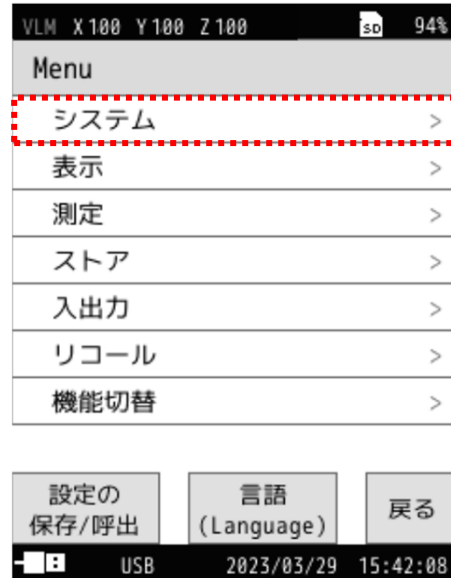 VLM X100 Y100 Z100 SD 94%
Menu
システム >
表示 >
測定 >
ストア >
入出力 >
リコール >
機能切替 >
設定の
保存/呼出
言語
(Language)
戻る
USB 2023/03/29 15:42:08